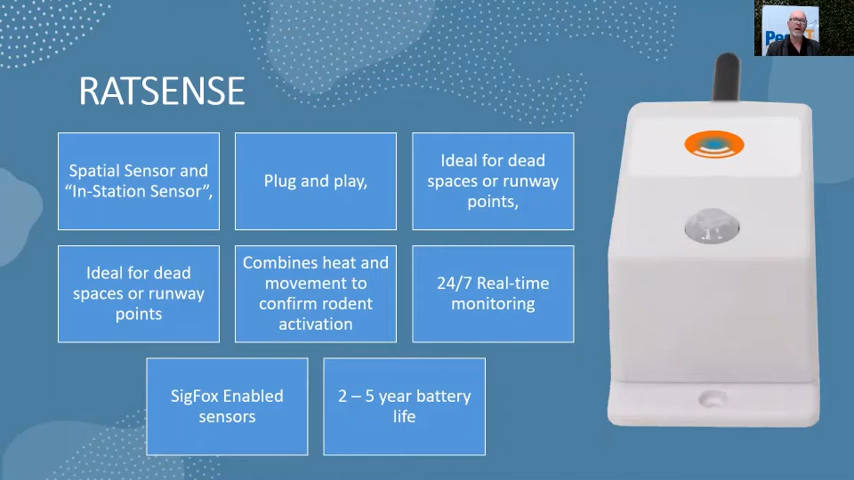 RATSENSE
Spatial Sensor and
“In-Station Sensor”,
Plug and play,
Ideal for dead
spaces or runway
points,
Ideal for dead
spaces or runway
points
Combines heat and
movement to
confirm rodent
activation
24/7 Real-time
monitoring
SigFox Enabled
sensors
2 – 5 year battery
life